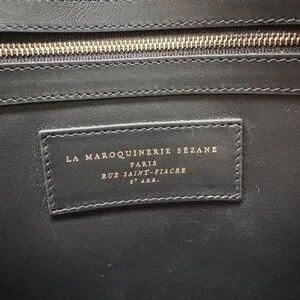 LA MAROQUINERIE SÉZANE
PARIS
RUE SAINT-FIACRE
2E ARR.